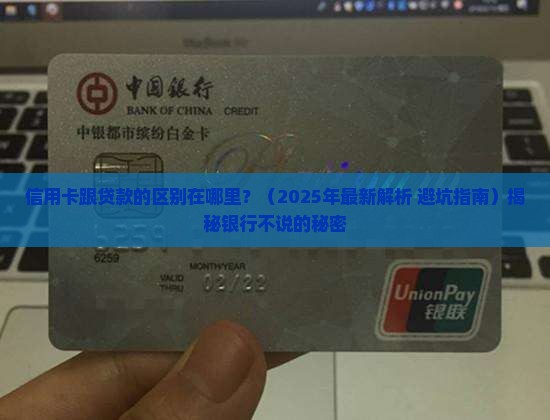 中国银行
BANK OF CHINA CREDIT
中银都市缤纷白金卡
信用卡跟贷款的区别在哪里？（2025年最新解析 避坑指南）揭
秘银行不说的秘密
6259
6259
MONTH/YEAR
VALID
THRU
02/22
UnionPay
银联